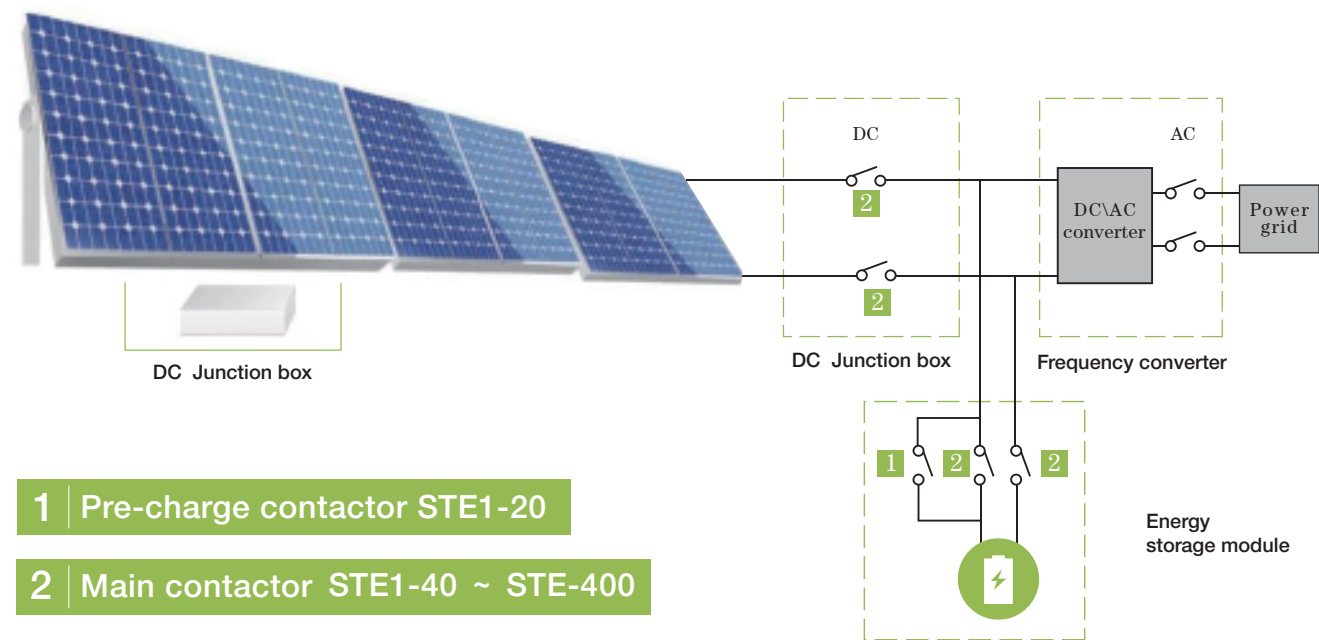 DC
AC
2
DC\AC
converter
Power
grid
2
DC Junction box
DC Junction box
Frequency converter
1
2
2
1 Pre-charge contactor STE1-20
Energy
storage module
2 Main contactor STE1-40 ~ STE-400